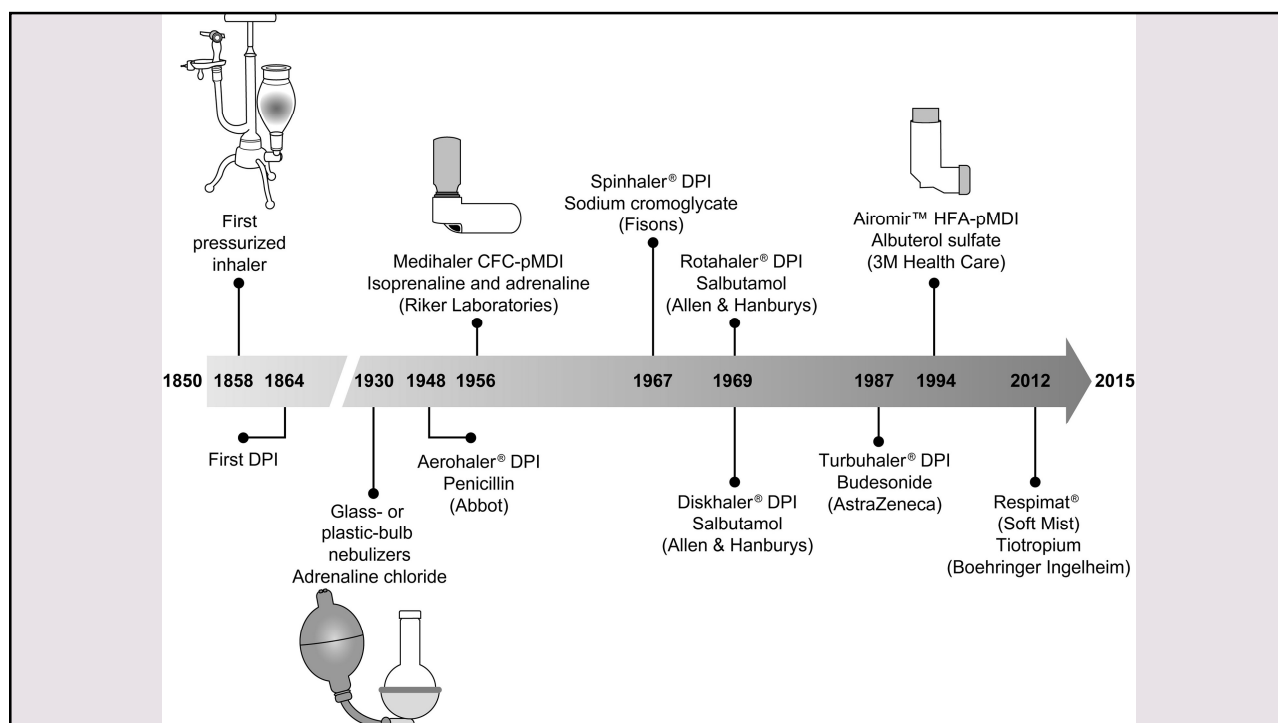 First
pressurized
inhaler
Medihaler CFC-pMDI
Isoprenaline and adrenaline
(Riker Laboratories)
Spinhaler® DPI
Sodium cromoglycate
(Fisons)
Rotahaler® DPI
Salbutamol
(Allen & Hanburys)
Airomir™ HFA-pMDI
Albuterol sulfate
(3M Health Care)
1850 1858 1864 1930 1948 1956 1967 1969 1987 1994 2012 2015
First DPI
Glass- or
plastic-bulb
nebulizers
Adrenaline chloride
Aerohaler® DPI
Penicillin
(Abbot)
Diskhaler® DPI
Salbutamol
(Allen & Hanburys)
Turbuhaler® DPI
Budesonide
(AstraZeneca)
Respimat®
(Soft Mist)
Tiotropium
(Boehringer Ingelheim)